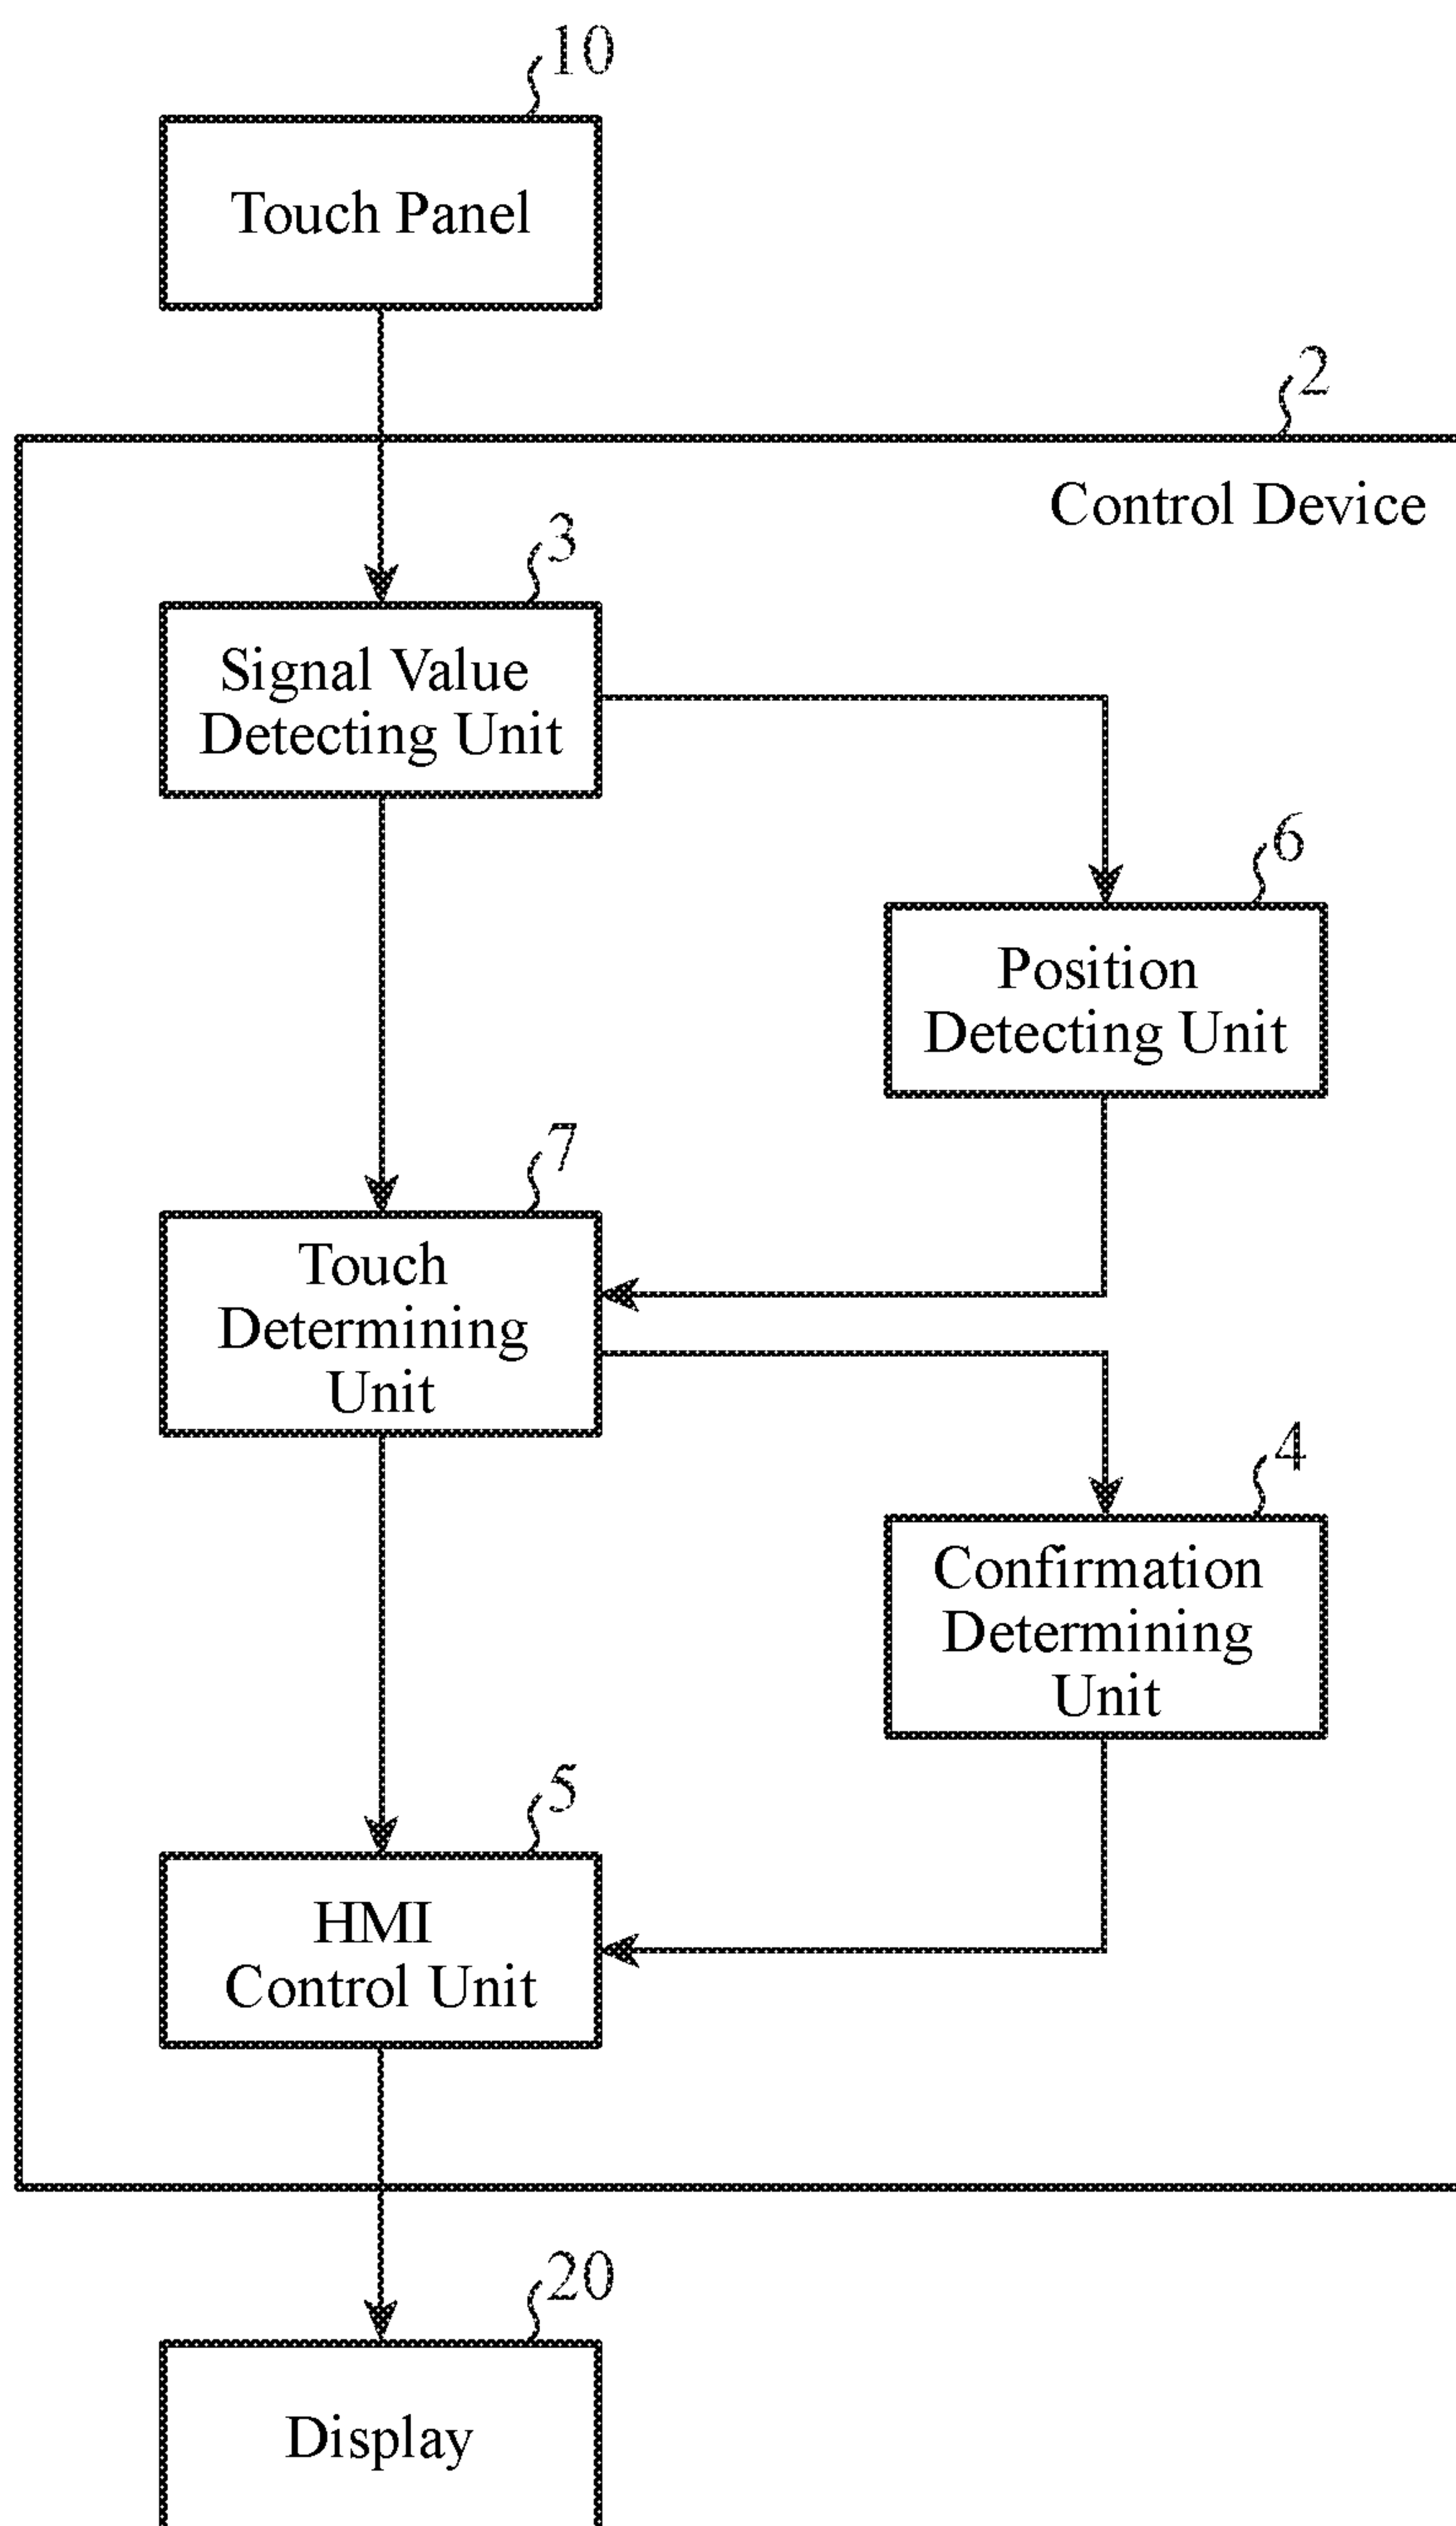 10
Touch Panel
2
Control Device
3
Signal Value
Detecting Unit
6
Position
Detecting Unit
7
Touch
Determining
Unit
4
Confirmation
Determining
Unit
5
HMI
Control Unit
20
Display